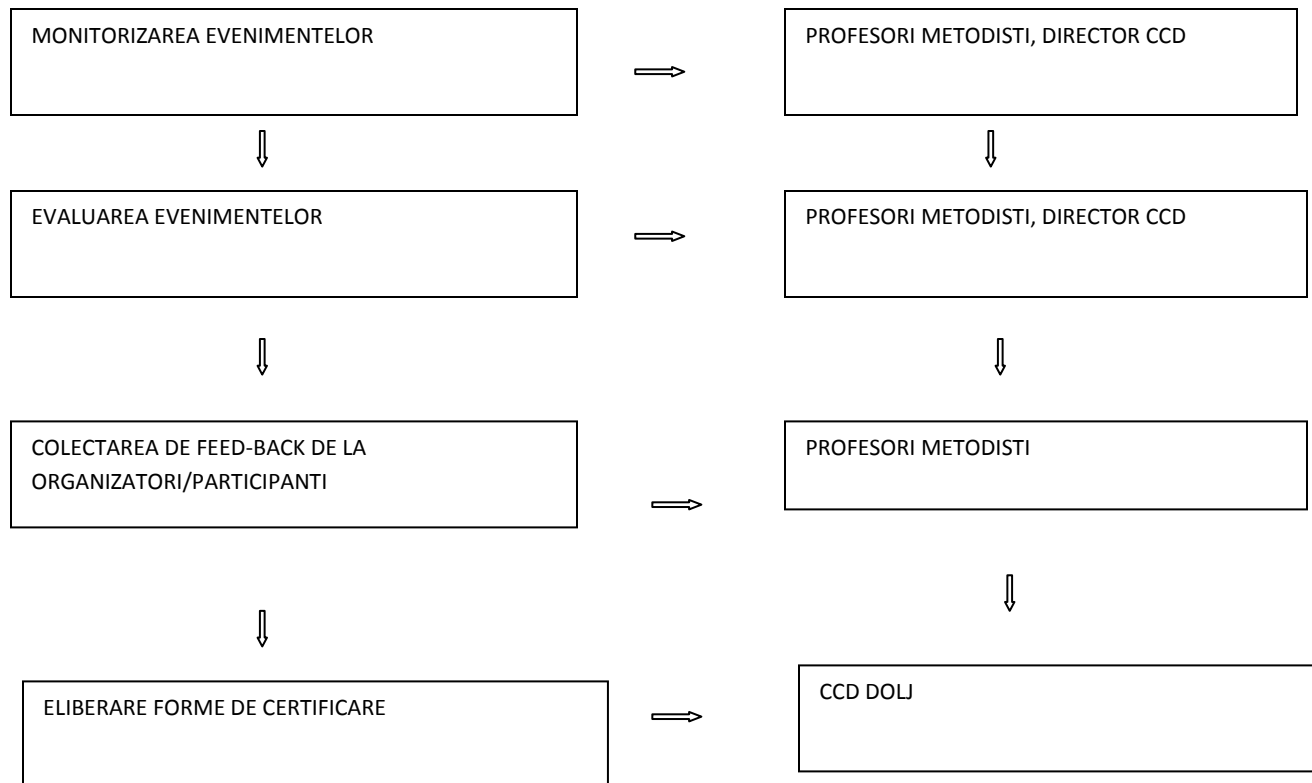 MONITORIZAREA EVENIMENTELOR
PROFESORI METODISTI, DIRECTOR CCD
EVALUAREA EVENIMENTELOR
PROFESORI METODISTI, DIRECTOR CCD
COLECTAREA DE FEED-BACK DE LA
ORGANIZATORI/PARTICIPANTI
PROFESORI METODISTI
ELIBERARE FORME DE CERTIFICARE
CCD DOLJ